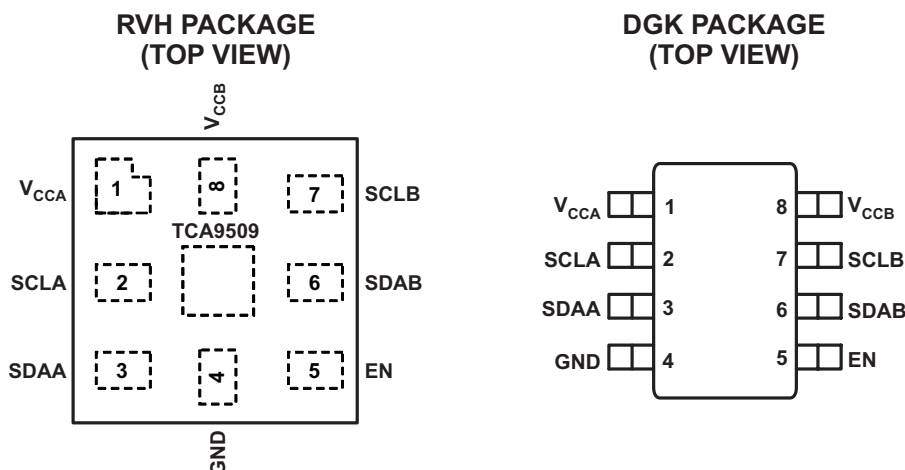 RVH PACKAGE
(TOP VIEW)
VCCB
VCCA
1
8
7
SCLB
TCA9509
SCLA
2
6
SDAB
SDAA
3
4
5
EN
GND
DGK PACKAGE
(TOP VIEW)
VCCA
1
8
VCCB
SCLA
2
7
SCLB
SDAA
3
6
SDAB
GND
4
5
EN